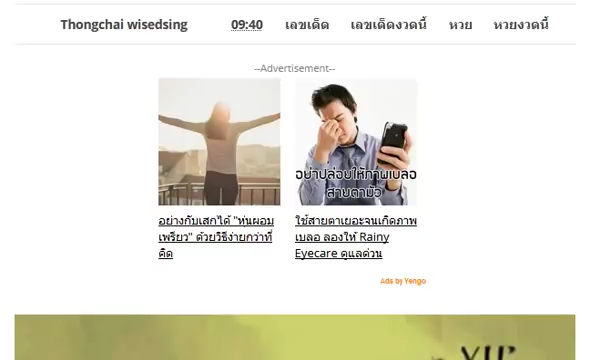 Thongchai wisedsing 09:40 เลขเด็ด เลขเด็ดงวดนี้ หวย หวยงวดนี้
--Advertisement--
อย่าปล่อยให้ภาพเบลอ
สายตามัว
อย่างกับเสกได้ "หุ่นผอม
เพรียว" ด้วยวิธีง่ายกว่าที่
คิด
ใช้สายตาเยอะจนเกิดภาพ
เบลอ ลองให้ Rainy
Eyecare ดูแลด่วน
Ads by Yengo
VIP